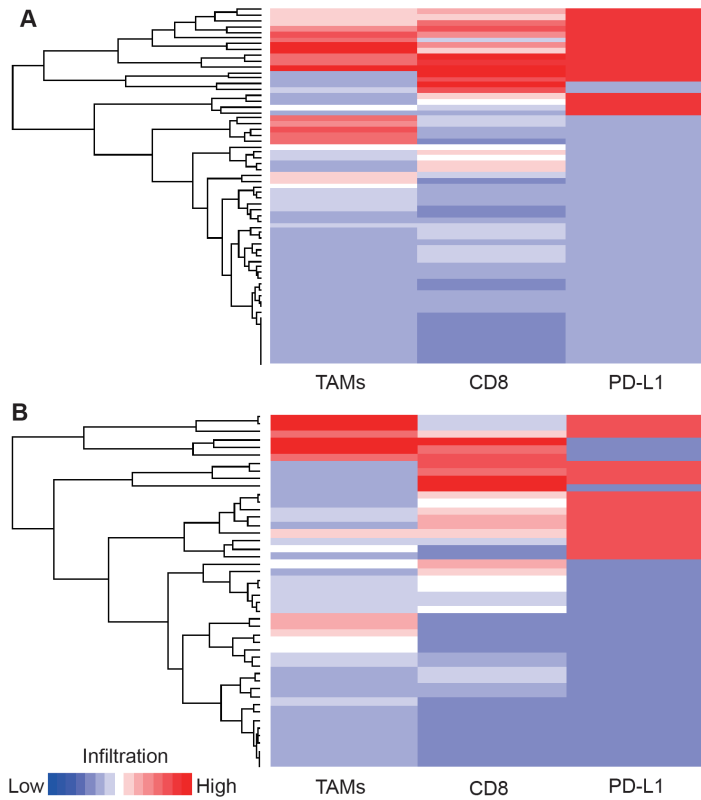 A
TAMs CD8 PD-L1
B
Infiltration
Low High
TAMs CD8 PD-L1